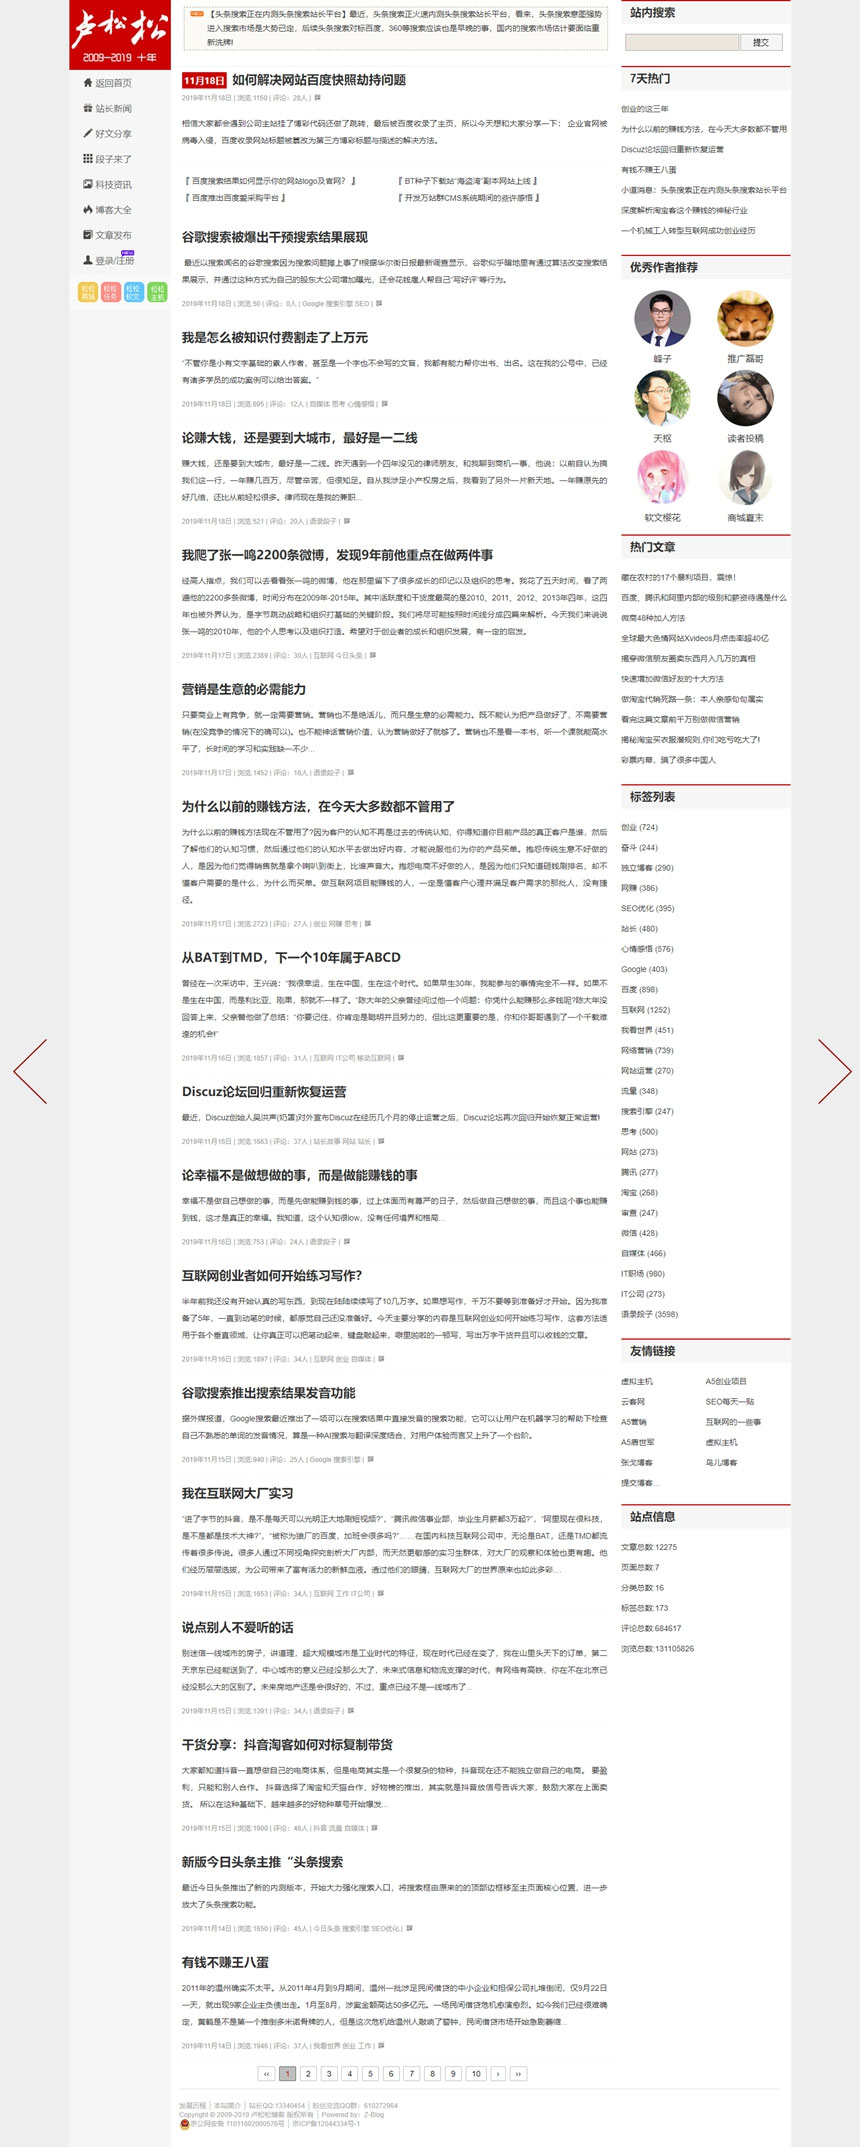 卢松松
2009-2019 十年
返回首页
站长新闻
好文分享
段子来了
科技资讯
博客大全
文章发布
登录/注册
松松商城
松松任务
松松软文
松松主机
【头条搜索正在内测头条搜索站长平台】最近，头条搜索正火速内测头条搜索站长平台，看来，头条搜索意图强势
进入搜索市场是大势已定，后续头条搜索对标百度，360等搜索应该也是早晚的事，国内的搜索市场估计要面临重
新洗牌!
11月18日 如何解决网站百度快照劫持问题
2019年11月18日 | 浏览:1150 | 评论：28人 |
相信大家都会遇到公司主站挂了博彩代码还做了跳转，最后被百度收录了主页，所以今天想和大家分享一下： 企业官网被
病毒入侵，百度收录网站标题被篡改为第三方博彩标题与描述的解决方法。
『 百度搜索结果如何显示你的网站logo及官网? 』
『 BT种子下载站“海盗湾”副本网站上线 』
『 百度推出百度爱采购平台 』
『 开发万站群CMS系统期间的些许感悟 』
谷歌搜索被爆出干预搜索结果展现
最近以搜索闻名的谷歌搜索因为搜索问题摊上事了!根据华尔街日报最新调查显示，谷歌似乎暗地里有通过算法改变搜索结
果展示，并通过这种方式为自己的股东大公司增加曝光，还会花钱雇人帮自己“写好评”等行为。
2019年11月18日 | 浏览:50 | 评论：0人 | Google 搜索引擎 SEO |
我是怎么被知识付费割走了上万元
“不管你是小有文字基础的素人作者，甚至是一个字也不会写的文盲，我都有能力帮你出书、出名。这在我的公号中，已经
有诸多学员的成功案例可以给出答案。”
2019年11月18日 | 浏览:695 | 评论：12人 | 自媒体 思考 心情感悟 |
论赚大钱，还是要到大城市，最好是一二线
赚大钱，还是要到大城市，最好是一二线。昨天遇到一个四年没见的律师朋友，和我聊到商机一事，他说：以前自认为搞
我们这一行，一年赚几百万，尽管辛苦，但很知足。自从我涉足小产权房之后，我看到了另外一片新天地。一年赚原先的
好几倍，还比从前轻松很多。律师现在是我的兼职...
2019年11月18日 | 浏览:521 | 评论：20人 | 语录段子 |
我爬了张一鸣2200条微博，发现9年前他重点在做两件事
经高人指点，我们可以去看看张一鸣的微博，他在那里留下了很多成长的印记以及组织的思考。我花了五天时间，看了两
遍他的2200多条微博，时间分布在2009年-2015年。其中活跃度和干货度最高的是2010、2011、2012、2013年四年，这四
年也被外界认为，是字节跳动战略和组织打基础的关键阶段。我们将尽可能按照时间线分成四篇来解析。今天我们来说说
张一鸣的2010年，他的个人思考以及组织打造。希望对于创业者的成长和组织发展，有一定的启发。
2019年11月17日 | 浏览:2389 | 评论：30人 | 互联网 今日头条 |
营销是生意的必需能力
只要商业上有竞争，就一定需要营销。营销也不是绝活儿，而只是生意的必需能力。既不能认为把产品做好了，不需要营
销(在没竞争的情况下的确可以)。也不能神话营销价值，认为营销做好了就够了。营销也不是看一本书，听一个课就能高水
平了，长时间的学习和实践缺一不少...
2019年11月17日 | 浏览:1452 | 评论：16人 | 语录段子 |
为什么以前的赚钱方法，在今天大多数都不管用了
为什么以前的赚钱方法现在不管用了?因为客户的认知不再是过去的传统认知，你得知道你目前产品的真正客户是谁，然后
了解他们的认知习惯，然后通过他们的认知水平去做出好内容，才能说服他们为你的产品买单。抱怨传统生意不好做的
人，是因为他们觉得销售就是拿个喇叭到街上，比谁声音大。抱怨电商不好做的人，是因为他们只知道砸钱刷排名，却不
懂客户需要的是什么，为什么而买单。做互联网项目能赚钱的人，一定是懂客户心理并满足客户需求的那批人，没有捷
径。
2019年11月17日 | 浏览:2723 | 评论：27人 | 创业 网赚 思考 |
从BAT到TMD，下一个10年属于ABCD
曾经在一次采访中，王兴说：“我很幸运，生在中国，生在这个时代。如果早生30年，我能参与的事情完全不一样。如果不
是生在中国，而是利比亚、刚果，那就不一样了。”陈大年的父亲曾经问过他一个问题：你凭什么能赚那么多钱呢?陈大年没
回答上来，父亲替他做了总结：“你要记住，你肯定是聪明并且努力的，但比这更重要的是，你和你哥哥遇到了一个千载难
逢的机会!”
2019年11月16日 | 浏览:1857 | 评论：31人 | 互联网 IT公司 移动互联网 |
Discuz论坛回归重新恢复运营
最近，Discuz创始人吴洪声(奶罩)对外宣布Discuz在经历几个月的停止运营之后，Discuz论坛再次回归开始恢复正常运营!
2019年11月16日 | 浏览:1663 | 评论：37人 | 站长故事 网站 站长 |
论幸福不是做想做的事，而是做能赚钱的事
幸福不是做自己想做的事，而是先做能赚到钱的事，过上体面而有尊严的日子，然后做自己想做的事，而且这个事也能赚
到钱，这才是真正的幸福。我知道，这个认知很low，没有任何境界和格局...
2019年11月16日 | 浏览:753 | 评论：24人 | 语录段子 |
互联网创业者如何开始练习写作?
半年前我还没有开始认真的写东西，到现在陆陆续续写了10几万字。如果想写作，千万不要等到准备好才开始。因为我准
备了5年，一直到动笔的时候，都感觉自己还没准备好。今天主要分享的内容是互联网创业如何开始练习写作，这套方法适
用于各个垂直领域，让你真正可以把笔动起来，键盘敲起来，噼里啪啦的一顿写，写出万字干货并且可以收钱的文章。
2019年11月16日 | 浏览:1897 | 评论：34人 | 互联网 创业 自媒体 |
谷歌搜索推出搜索结果发音功能
据外媒报道，Google搜索最近推出了一项可以在搜索结果中直接发音的搜索功能，它可以让用户在机器学习的帮助下检查
自己不熟悉的单词的发音情况，算是一种AI搜索与翻译深度结合，对用户体验而言又上升了一个台阶。
2019年11月15日 | 浏览:940 | 评论：25人 | Google 搜索引擎 |
我在互联网大厂实习
“进了字节的抖音，是不是每天可以光明正大地刷短视频?”，“腾讯微信事业部，毕业生月薪都3万起?”，“阿里现在很科技，
是不是都是技术大神?”，“被称为狼厂的百度，加班会很多吗?”……在国内科技互联网公司中，无论是BAT，还是TMD都流
传着很多传说。很多人通过不同视角探究剖析大厂内部，而天然更敏感的实习生群体，对大厂的观察和体验也更有趣。他
们经历层层选拔，为公司带来了富有活力的新鲜血液。透过他们的眼睛，互联网大厂的世界原来也如此多彩....
2019年11月15日 | 浏览:1653 | 评论：34人 | 互联网 工作 IT公司 |
说点别人不爱听的话
别迷信一线城市的房子，讲道理，超大规模城市是工业时代的特征，现在时代已经在变了，我在山里头天下的订单，第二
天京东已经能送到了，中心城市的意义已经没那么大了，未来式信息和物流支撑的时代，有网络有高铁，你在不在北京已
经没那么大的区别了。未来房地产还是会很好的，不过，重点已经不是一线城市了...
2019年11月15日 | 浏览:1391 | 评论：34人 | 语录段子 |
干货分享：抖音淘客如何对标复制带货
大家都知道抖音一直想做自己的电商体系，但是电商其实是一个很复杂的物种，抖音现在还不能独立做自己的电商。 要盈
利，只能和别人合作。 抖音选择了淘宝和天猫合作，好物榜的推出，其实就是抖音放信号告诉大家，鼓励大家在上面卖
货。 所以在这种基础下，越来越多的好物种草号开始爆发...
2019年11月15日 | 浏览:1900 | 评论：46人 | 抖音 流量 自媒体 |
新版今日头条主推“头条搜索
最近今日头条推出了新的内测版本，开始大力强化搜索入口，将搜索框由原来的的顶部边框移至主页面核心位置，进一步
放大了头条搜索功能。
2019年11月14日 | 浏览:1650 | 评论：45人 | 今日头条 搜索引擎 SEO优化 |
有钱不赚王八蛋
2011年的温州确实不太平。从2011年4月到9月期间，温州一批涉足民间借贷的中小企业和担保公司扎堆倒闭，仅9月22日
一天，就出现9家企业主负债出走。1月至8月，涉案金额高达50多亿元。一场民间借贷危机愈演愈烈。如今我们已经很难确
定，黄鹤是不是第一个推倒多米诺骨牌的人，但是这次危机给温州人敲响了警钟，民间借贷市场开始急剧萎缩...
2019年11月14日 | 浏览:1946 | 评论：37人 | 我看世界 创业 工作 |
‹‹ 1 2 3 4 5 6 7 8 9 10 › ››
发展历程 | 本站简介 | 站长QQ:13340454 | 粉丝交流QQ群：610272964
Copyright © 2009-2019 卢松松博客 版权所有 | Powered by：Z-Blog
京公网安备 11011602000576号 | 京ICP备12044334号-1
站内搜索
提交
7天热门
创业的这三年
为什么以前的赚钱方法，在今天大多数都不管用
Discuz论坛回归重新恢复运营
有钱不赚王八蛋
小道消息：头条搜索正在内测头条搜索站长平台
深度解析淘宝客这个赚钱的神秘行业
一个机械工人转型互联网成功创业经历
优秀作者推荐
峰子
推广磊哥
天枢
读者投稿
软文樱花
商城夏末
热门文章
藏在农村的17个暴利项目，震惊!
百度、腾讯和阿里内部的级别和薪资待遇是什么
微商48种加人方法
全球最大色情网站Xvideos月点击率超40亿
揭穿微信朋友圈卖东西月入几万的真相
快速增加微信好友的十大方法
做淘宝代销死路一条：本人亲感句句属实
看完这篇文章前千万别做微信营销
揭秘淘宝买衣服潜规则,你们吃亏吃大了!
彩票内幕，骗了很多中国人
标签列表
创业 (724)
奋斗 (244)
独立博客 (290)
网赚 (386)
SEO优化 (395)
站长 (480)
心情感悟 (576)
Google (403)
百度 (898)
互联网 (1252)
我看世界 (451)
网络营销 (739)
网站运营 (270)
流量 (348)
搜索引擎 (247)
思考 (500)
网站 (273)
腾讯 (277)
淘宝 (268)
审查 (247)
微信 (428)
自媒体 (466)
IT职场 (980)
IT公司 (273)
语录段子 (3598)
友情链接
虚拟主机
A5创业项目
云客网
SEO每天一贴
A5营销
互联网的一些事
A5唐世军
虚拟主机
张戈博客
鸟儿博客
提交博客...
站点信息
文章总数:12275
页面总数:7
分类总数:16
标签总数:173
评论总数:684617
浏览总数:131105826